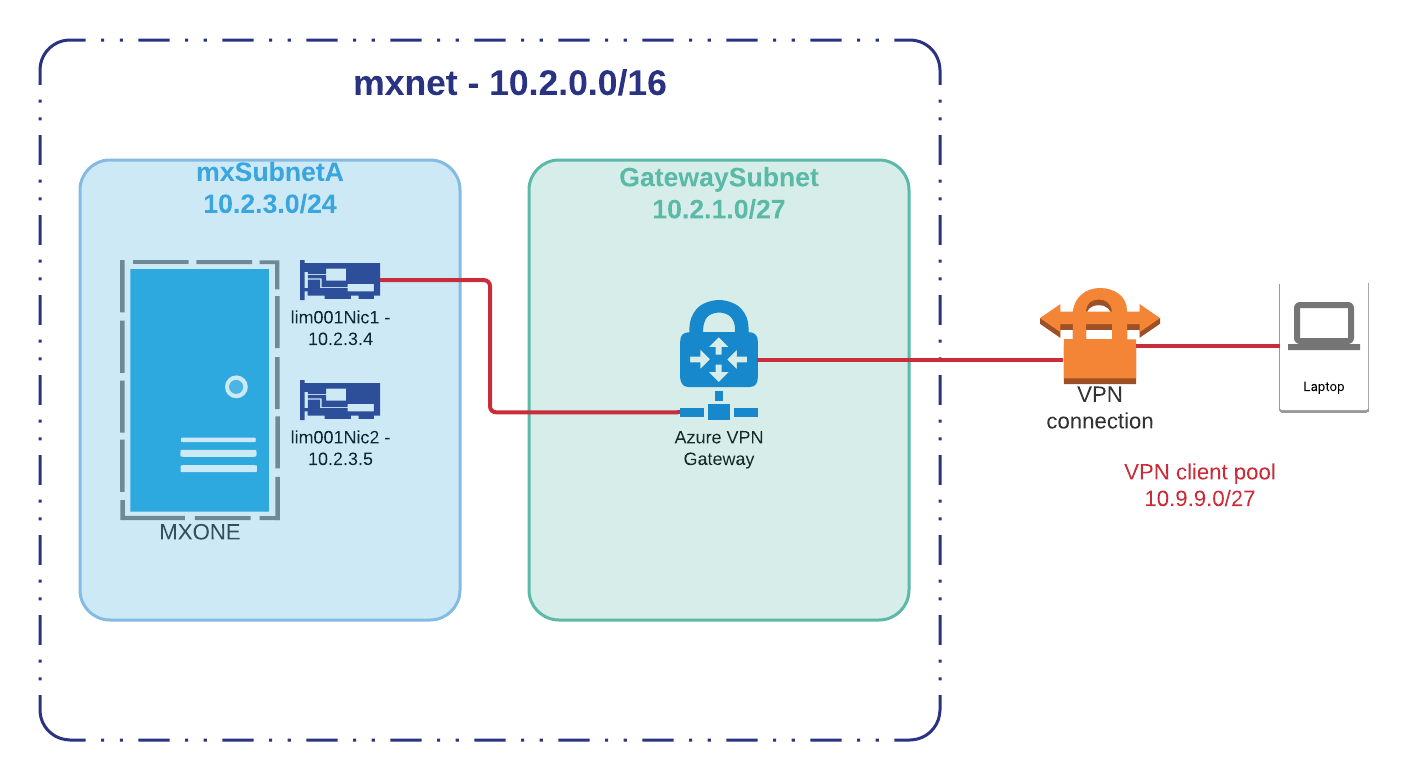 mxnet - 10.2.0.0/16
mxSubnetA
10.2.3.0/24
lim001Nic1 -
10.2.3.4
lim001Nic2 -
10.2.3.5
MXONE
GatewaySubnet
10.2.1.0/27
Azure VPN
Gateway
VPN
connection
Laptop
VPN client pool
10.9.9.0/27